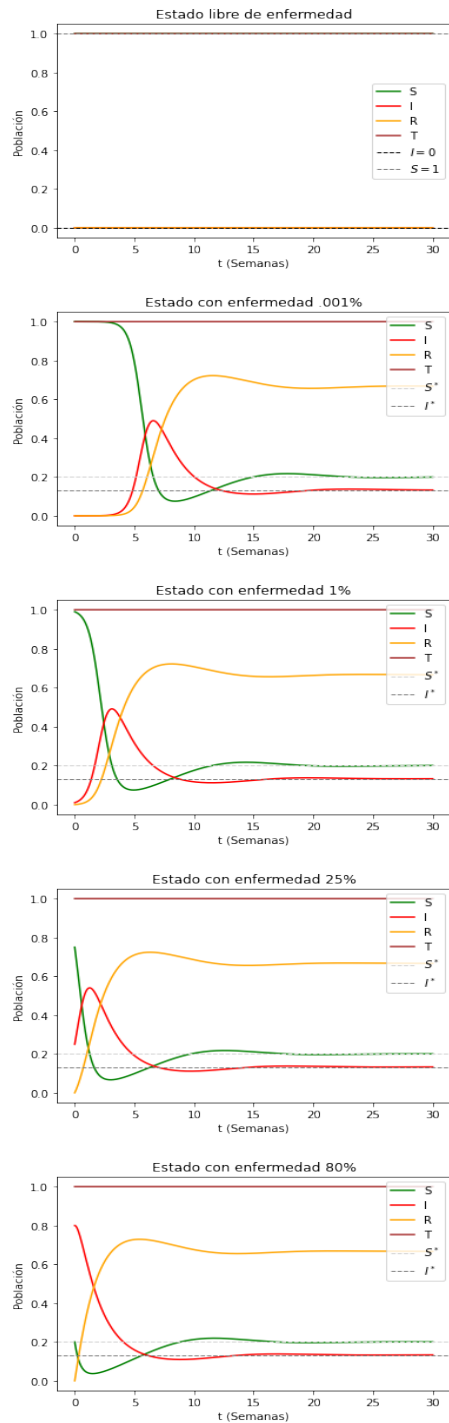 Estado libre de enfermedad
Población
1.0
0.8
0.6
0.4
0.2
0.0
S
I
R
T
I = 0
S = 1
0 5 10 15 20 25 30
t (Semanas)
Estado con enfermedad .001%
Población
1.0
0.8
0.6
0.4
0.2
0.0
S
I
R
T
S*
I*
0 5 10 15 20 25 30
t (Semanas)
Estado con enfermedad 1%
Población
1.0
0.8
0.6
0.4
0.2
0.0
S
I
R
T
S*
I*
0 5 10 15 20 25 30
t (Semanas)
Estado con enfermedad 25%
Población
1.0
0.8
0.6
0.4
0.2
0.0
S
I
R
T
S*
I*
0 5 10 15 20 25 30
t (Semanas)
Estado con enfermedad 80%
Población
1.0
0.8
0.6
0.4
0.2
0.0
S
I
R
T
S*
I*
0 5 10 15 20 25 30
t (Semanas)